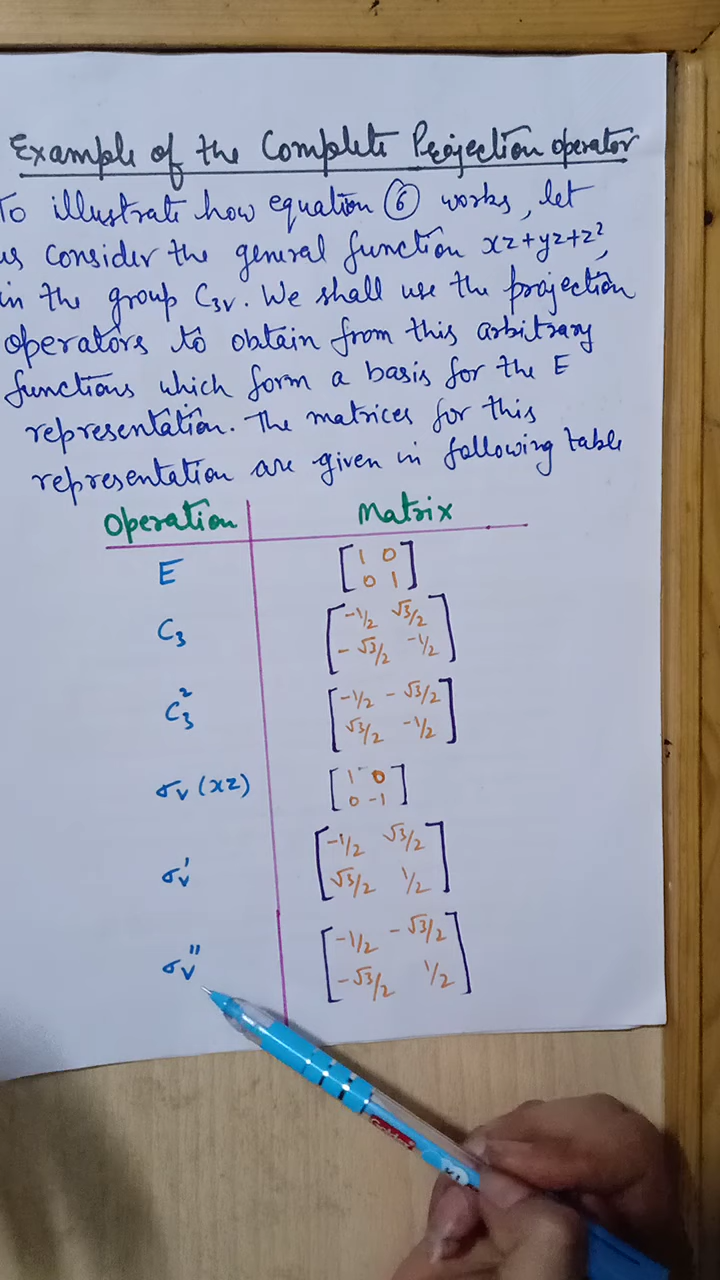 Example of the Complete Projection operator
To illustrate how equation ⑥ works, let
us consider the general function xz+yz+z²,
in the group C₃ᵥ. We shall use the projection
operators to obtain from this arbitrary
functions which form a basis for the E
representation. The matrices for this
representation are given in following table
Operation Matrix
E [1 0
0 1]
C₃ [-1/2 √3/2
-√3/2 -1/2]
C₃² [-1/2 -√3/2
√3/2 -1/2]
σᵥ (xz) [1 0
0 -1]
σᵥ' [-1/2 √3/2
√3/2 1/2]
σᵥ" [-1/2 -√3/2
-√3/2 1/2]